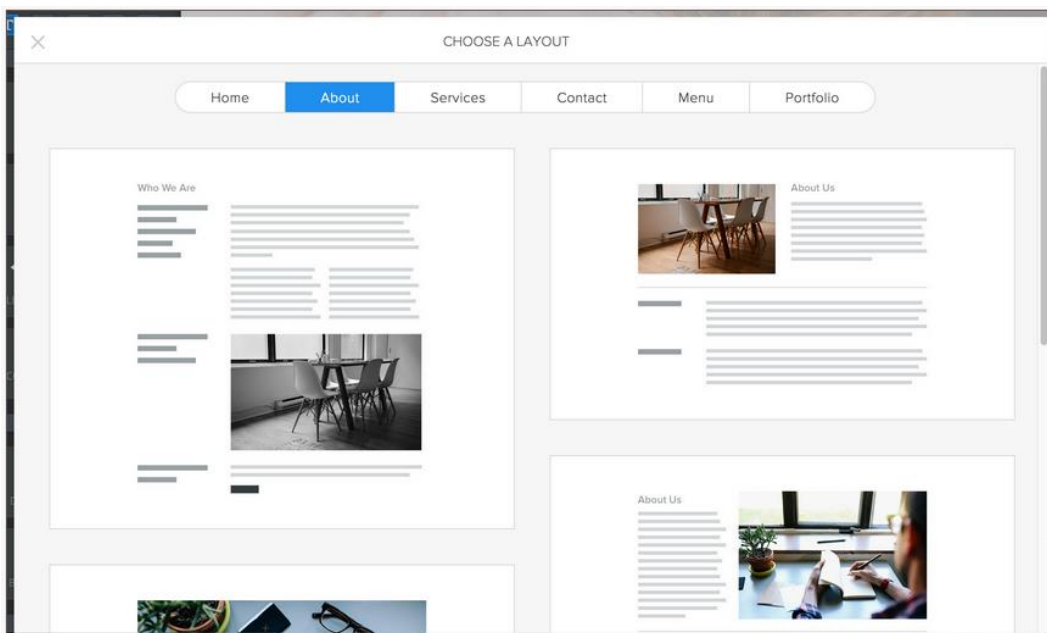 CHOOSE A LAYOUT
Home About Services Contact Menu Portfolio
Who We Are
About Us
About Us